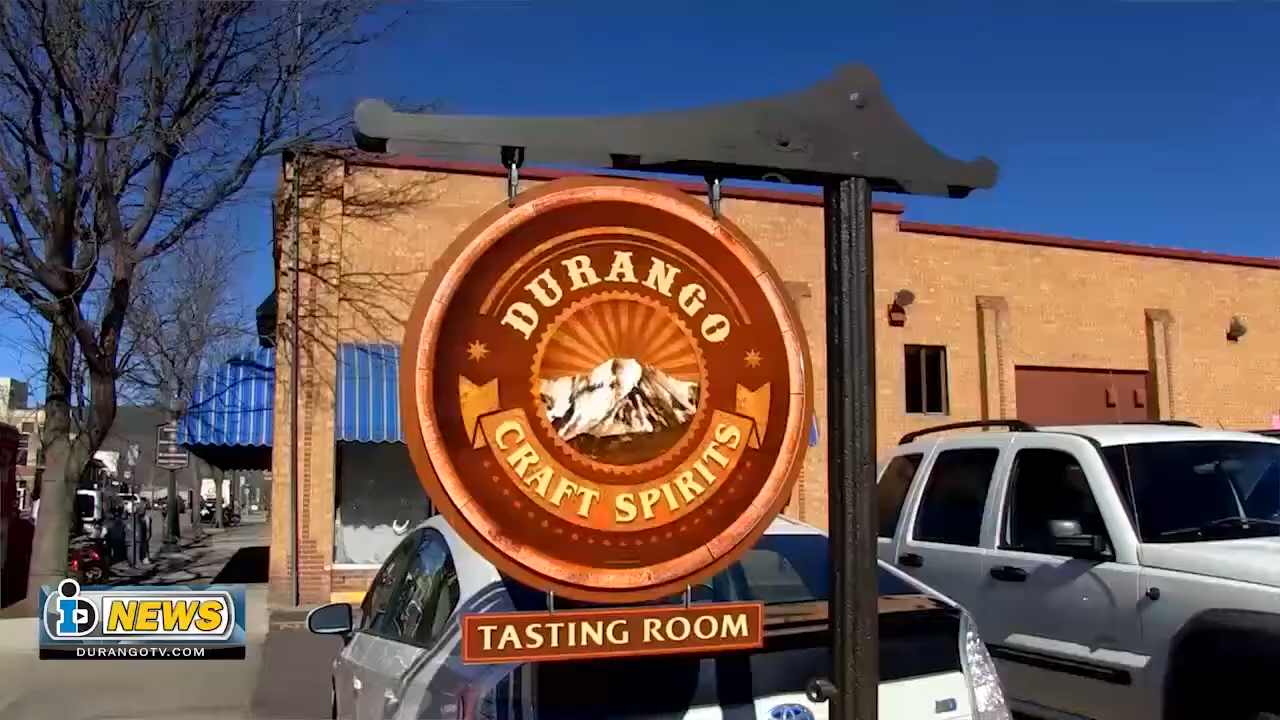 DURANGO
CRAFT SPIRITS
TASTING ROOM
iD NEWS
DURANGOTV.COM